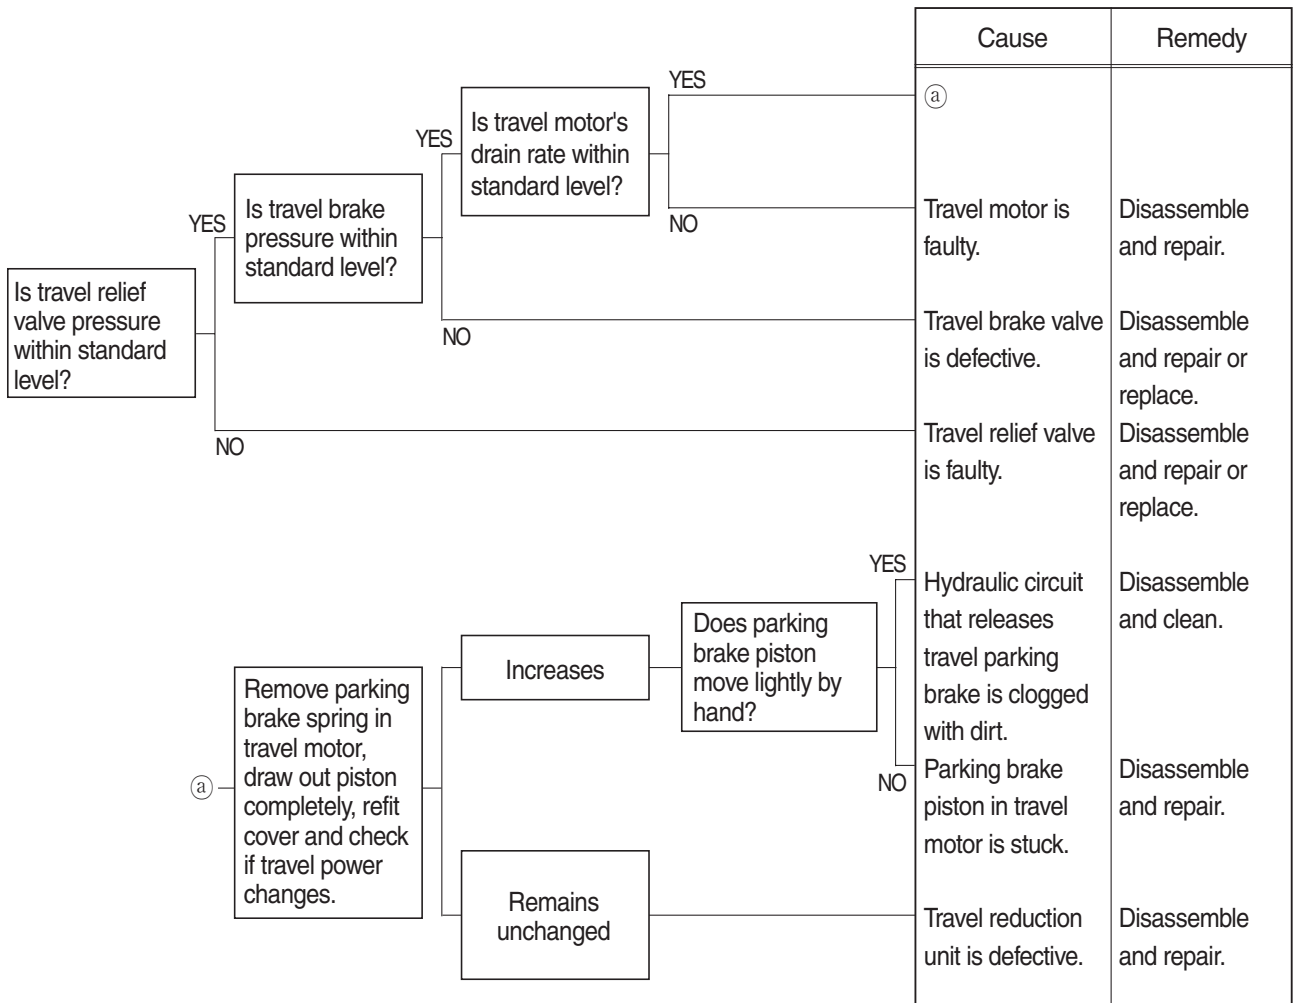 Cause
Remedy
YES
ⓐ
Is travel motor's
drain rate within
standard level?
YES
NO
Travel motor is
faulty.
Disassemble
and repair.
Is travel brake
pressure within
standard level?
YES
NO
Travel brake valve
is defective.
Disassemble
and repair or
replace.
Is travel relief
valve pressure
within standard
level?
NO
Travel relief valve
is faulty.
Disassemble
and repair or
replace.
YES
Hydraulic circuit
that releases
travel parking
brake is clogged
with dirt.
Disassemble
and clean.
Does parking
brake piston
move lightly by
hand?
Increases
NO
Parking brake
piston in travel
motor is stuck.
Disassemble
and repair.
ⓐ
Remove parking
brake spring in
travel motor,
draw out piston
completely, refit
cover and check
if travel power
changes.
Remains
unchanged
Travel reduction
unit is defective.
Disassemble
and repair.